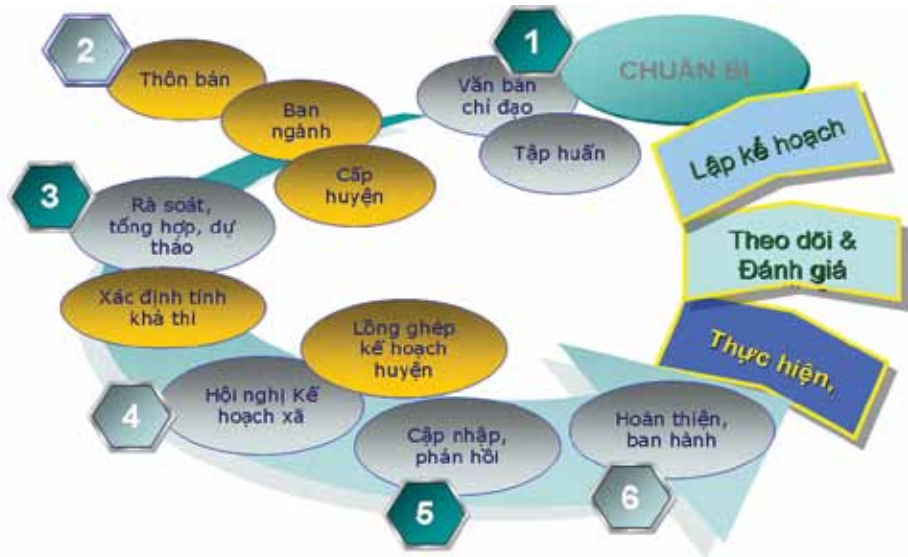 1
CHUẨN BỊ
Văn bản
chỉ đạo
Tập huấn
2
Thôn bản
Ban
ngành
Cấp
huyện
3
Rà soát,
tổng hợp, dự
thảo
Xác định tính
khả thi
4
Hội nghị Kế
hoạch xã
Lồng ghép
kế hoạch
huyện
5
Cập nhập,
phản hồi
6
Hoàn thiện,
ban hành
Lập kế hoạch
Theo dõi &
Đánh giá
Thực hiện,